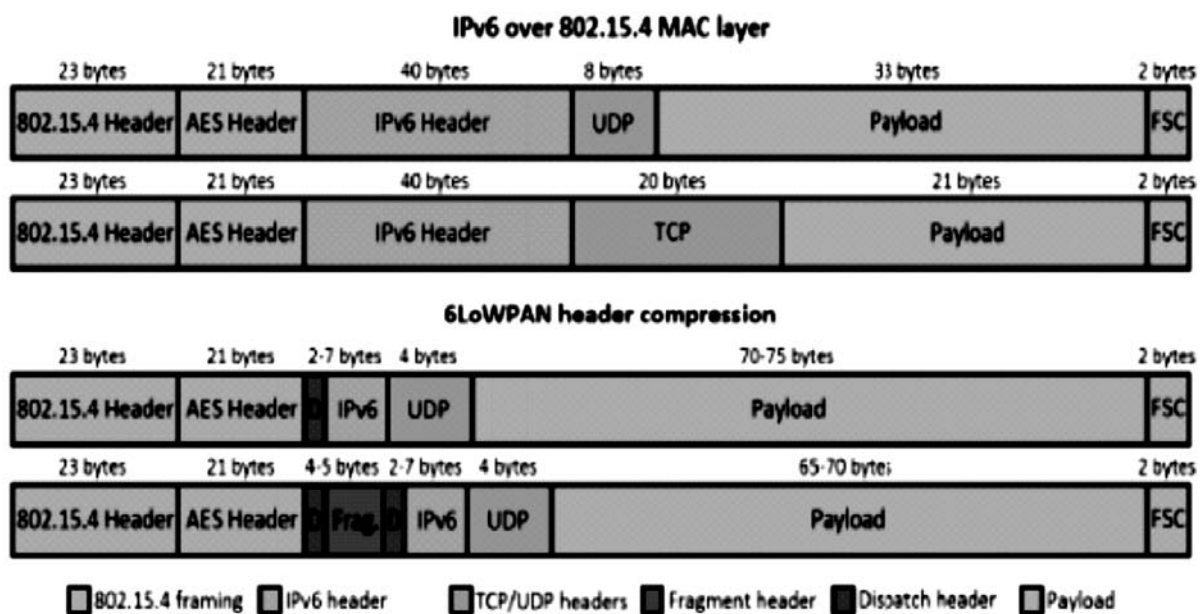 IPv6 over 802.15.4 MAC layer
23 bytes 21 bytes 40 bytes 8 bytes 33 bytes 2 bytes
802.15.4 Header AES Header IPv6 Header UDP Payload FSC
23 bytes 21 bytes 40 bytes 20 bytes 21 bytes 2 bytes
802.15.4 Header AES Header IPv6 Header TCP Payload FSC
6LoWPAN header compression
23 bytes 21 bytes 2-7 bytes 4 bytes 70-75 bytes 2 bytes
802.15.4 Header AES Header D IPv6 UDP Payload FSC
23 bytes 21 bytes 4-5 bytes 2-7 bytes 4 bytes 65-70 bytes 2 bytes
802.15.4 Header AES Header D Frag. D IPv6 UDP Payload FSC
802.15.4 framing IPv6 header TCP/UDP headers Fragment header Dispatch header Payload